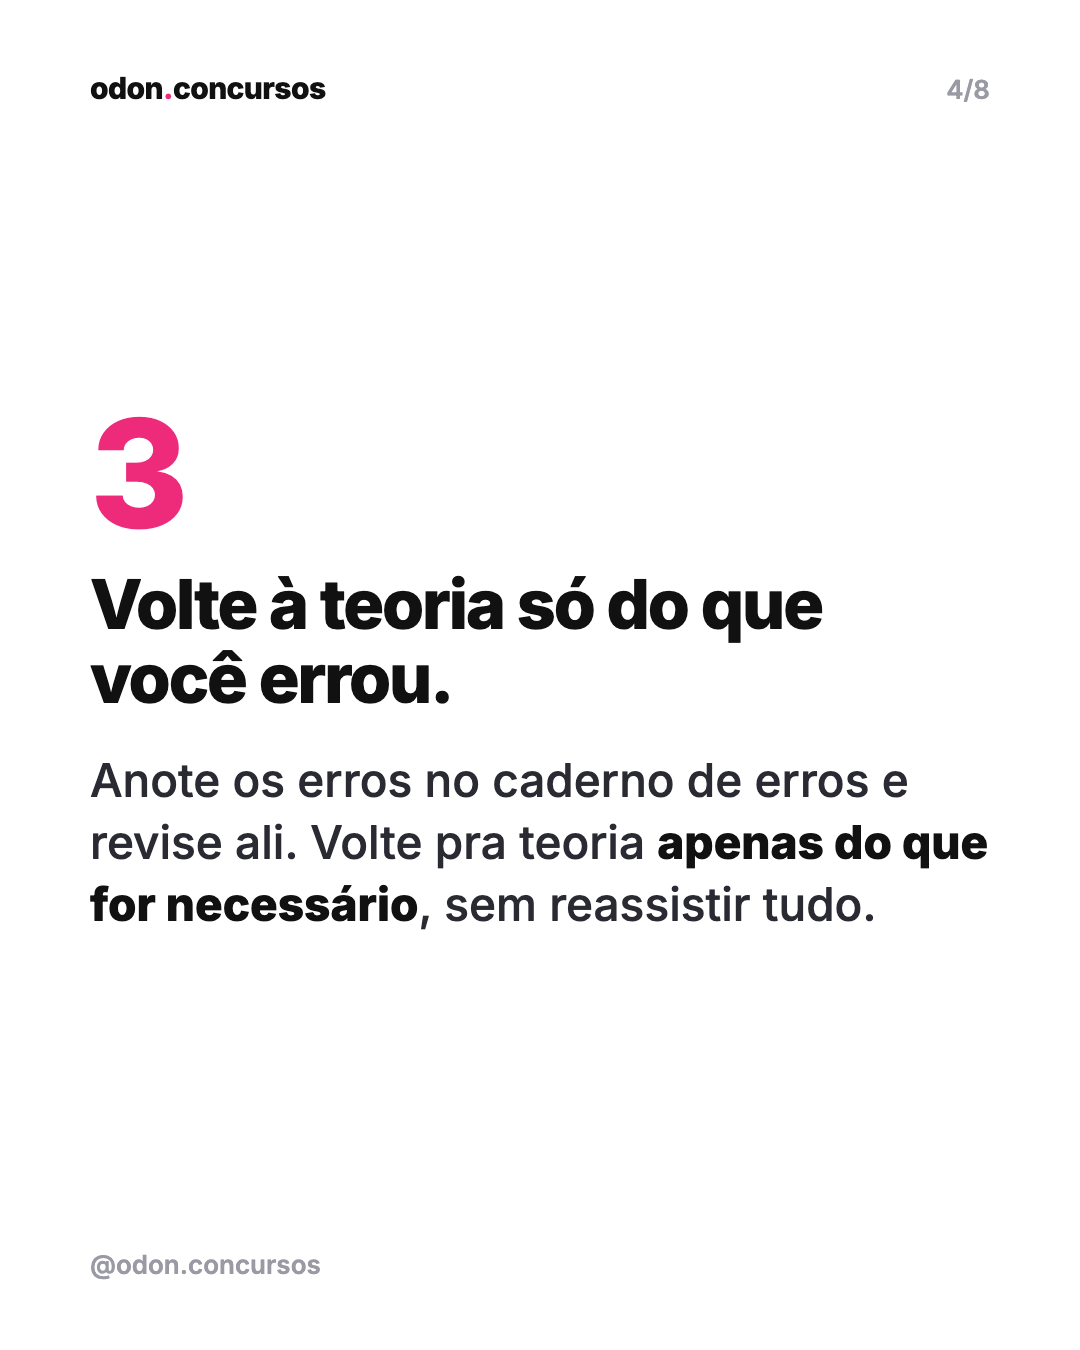 odon.concursos
4/8
3
Volte à teoria só do que
você errou.
Anote os erros no caderno de erros e
revise ali. Volte pra teoria apenas do que
for necessário, sem reassistir tudo.
@odon.concursos